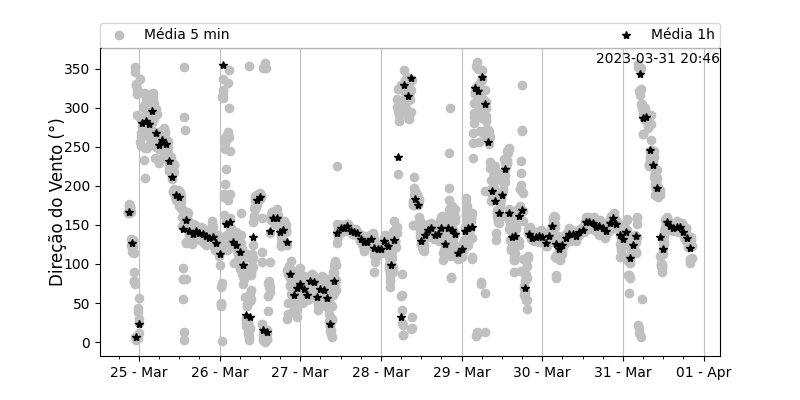 Média 5 min
Média 1h
2023-03-31 20:46
Direção do Vento (°)
350
300
250
200
150
100
50
0
25 - Mar
26 - Mar
27 - Mar
28 - Mar
29 - Mar
30 - Mar
31 - Mar
01 - Apr